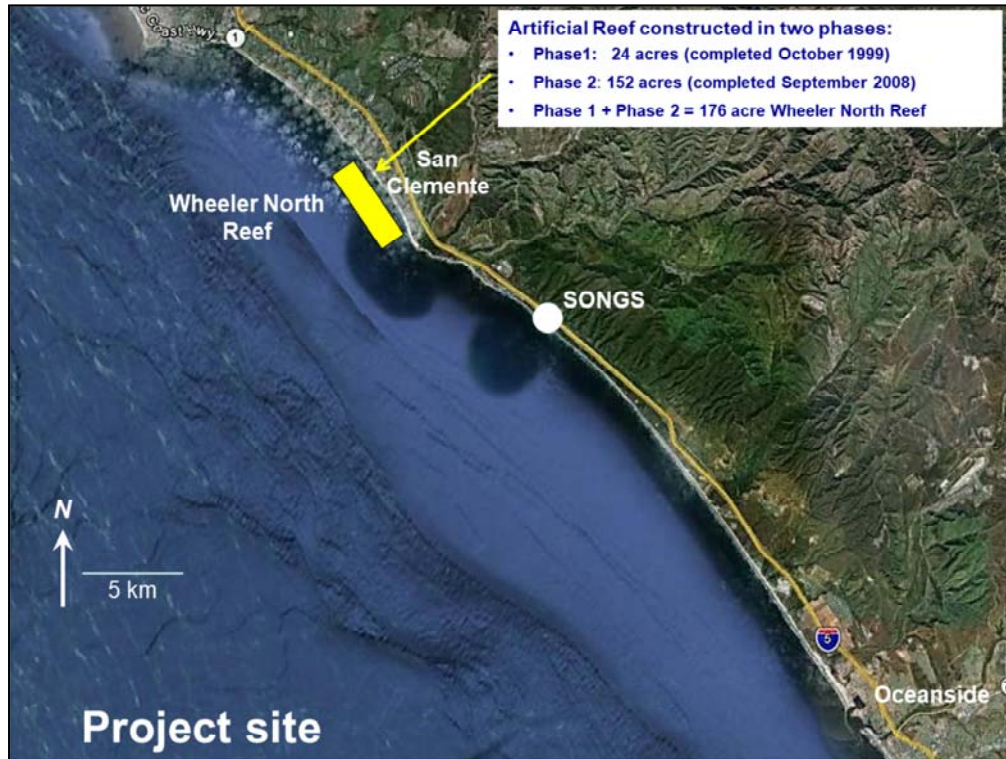 Artificial Reef constructed in two phases:
• Phase1: 24 acres (completed October 1999)
• Phase 2: 152 acres (completed September 2008)
• Phase 1 + Phase 2 = 176 acre Wheeler North Reef
Coast Hwy
1
San
Clemente
Wheeler North
Reef
SONGS
N
5 km
5
Oceanside
Project site